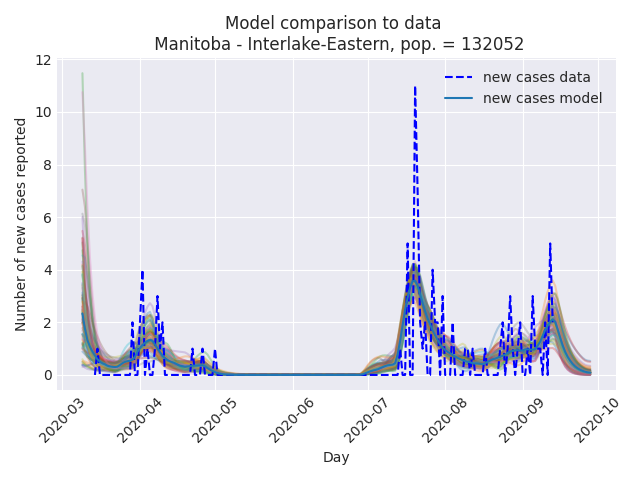 Model comparison to data
Manitoba - Interlake-Eastern, pop. = 132052
new cases data
new cases model
Number of new cases reported
12
10
8
6
4
2
0
2020-03
2020-04
2020-05
2020-06
2020-07
2020-08
2020-09
2020-10
Day